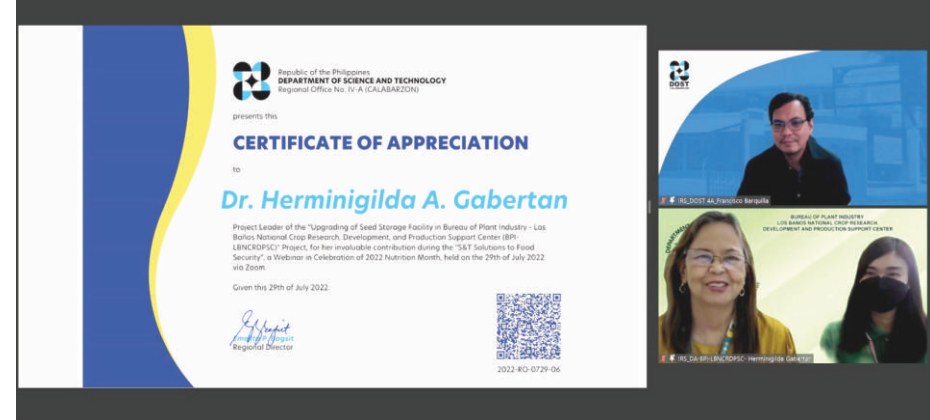 Republic of the Philippines
DEPARTMENT OF SCIENCE AND TECHNOLOGY
Regional Office No. IV-A (CALABARZON)
presents this
CERTIFICATE OF APPRECIATION
to
Dr. Herminigilda A. Gabertan
Project Leader of the "Upgrading of Seed Storage Facility in Bureau of Plant Industry - Los
Baños National Crop Research, Development, and Production Support Center (BPI-
LBNCRDPSC)" Project, for her invaluable contribution during the "S&T Solutions to Food
Security", a Webinar in Celebration of 2022 Nutrition Month, held on the 29th of July 2022
via Zoom.
Given this 29th of July 2022.
Emelita P. Bagsit
Regional Director
2022-RO-0729-06
DOST
IRS_DOST 4A_Francisco Barquilla
BUREAU OF PLANT INDUSTRY
LOS BANOS NATIONAL CROP RESEARCH
DEVELOPMENT AND PRODUCTION SUPPORT CENTER
DEPARTMENT
IRS_DA-BPI-LBNCRDPSC- Herminigilda Gabertan